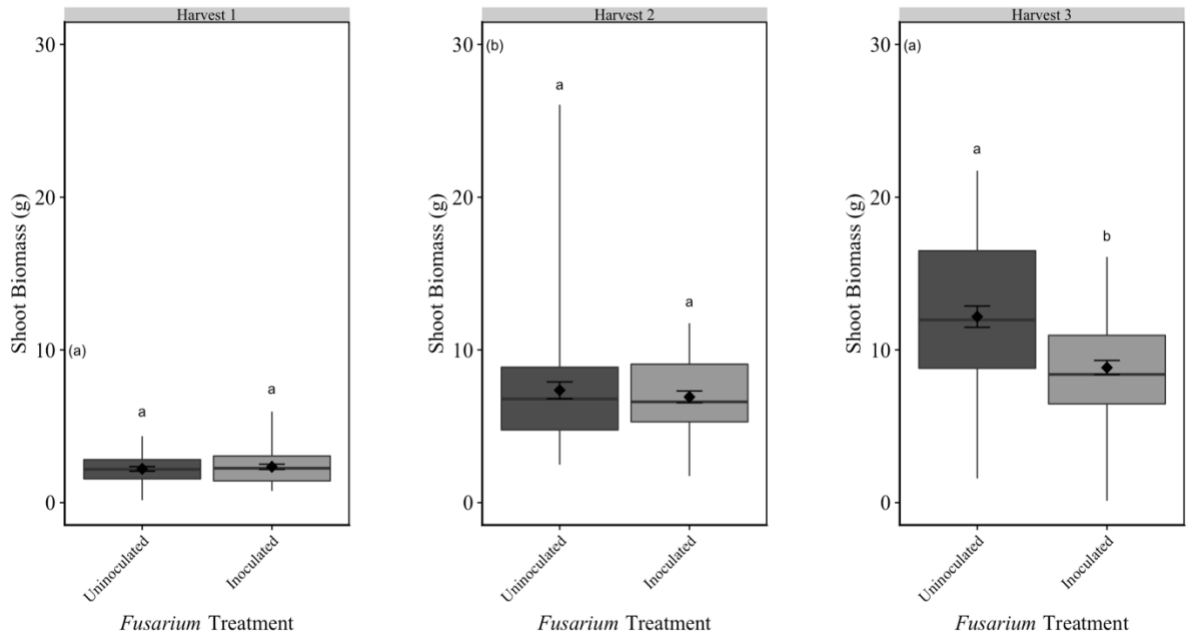 Harvest 1
30
20
Shoot Biomass (g)
10
(a)
a
a
0
Uninoculated
Inoculated
Fusarium Treatment
Harvest 2
30
(b)
a
20
Shoot Biomass (g)
a
10
0
Uninoculated
Inoculated
Fusarium Treatment
Harvest 3
30
(a)
a
20
Shoot Biomass (g)
b
10
0
Uninoculated
Inoculated
Fusarium Treatment